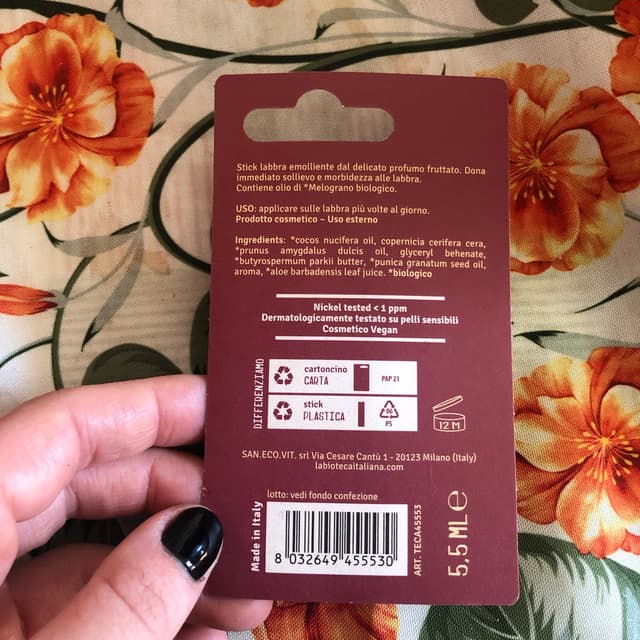 Stick labbra emolliente dal delicato profumo fruttato. Dona
immediato sollievo e morbidezza alle labbra.
Contiene olio di *Melograno biologico.
USO: applicare sulle labbra più volte al giorno.
Prodotto cosmetico – Uso esterno
Ingredients: *cocos nucifera oil, copernicia cerifera cera,
*prunus amygdalus dulcis oil, glyceryl behenate,
*butyrospermum parkii butter, *punica granatum seed oil,
aroma, *aloe barbadensis leaf juice. *biologico
Nickel tested < 1 ppm
Dermatologicamente testato su pelli sensibili
Cosmetico Vegan
DIFFERENZIAMO
cartoncino
CARTA
PAP 21
stick
PLASTICA
06
PS
12 M
SAN.ECO.VIT. srl Via Cesare Cantù 1 - 20123 Milano (Italy)
labiotecaitaliana.com
lotto: vedi fondo confezione
Made in Italy
8 032649 455530
ART. TECA45553
5,5 ML e